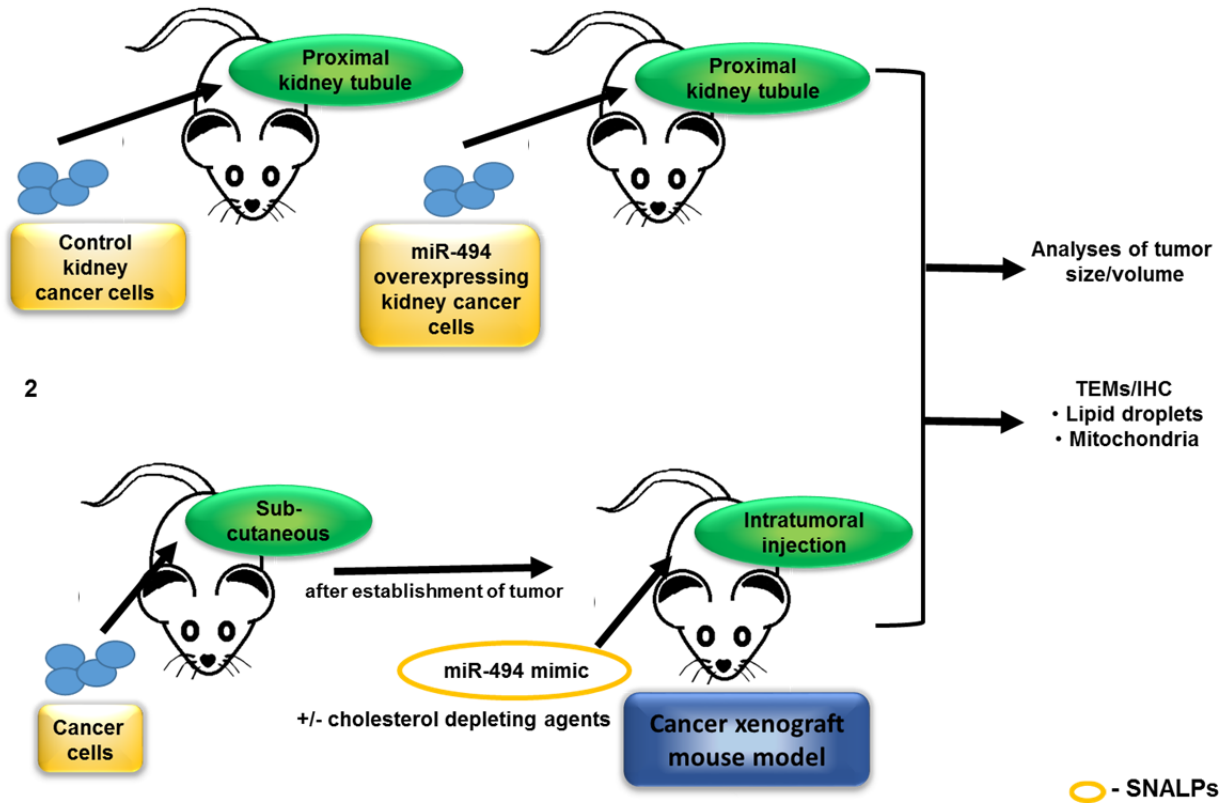 Proximal
kidney tubule
Proximal
kidney tubule
Control
kidney
cancer cells
miR-494
overexpressing
kidney cancer
cells
Analyses of tumor
size/volume
TEMs/IHC
• Lipid droplets
• Mitochondria
2
Sub-
cutaneous
after establishment of tumor
Intratumoral
injection
miR-494 mimic
+/- cholesterol depleting agents
Cancer
cells
Cancer xenograft
mouse model
- SNALPs